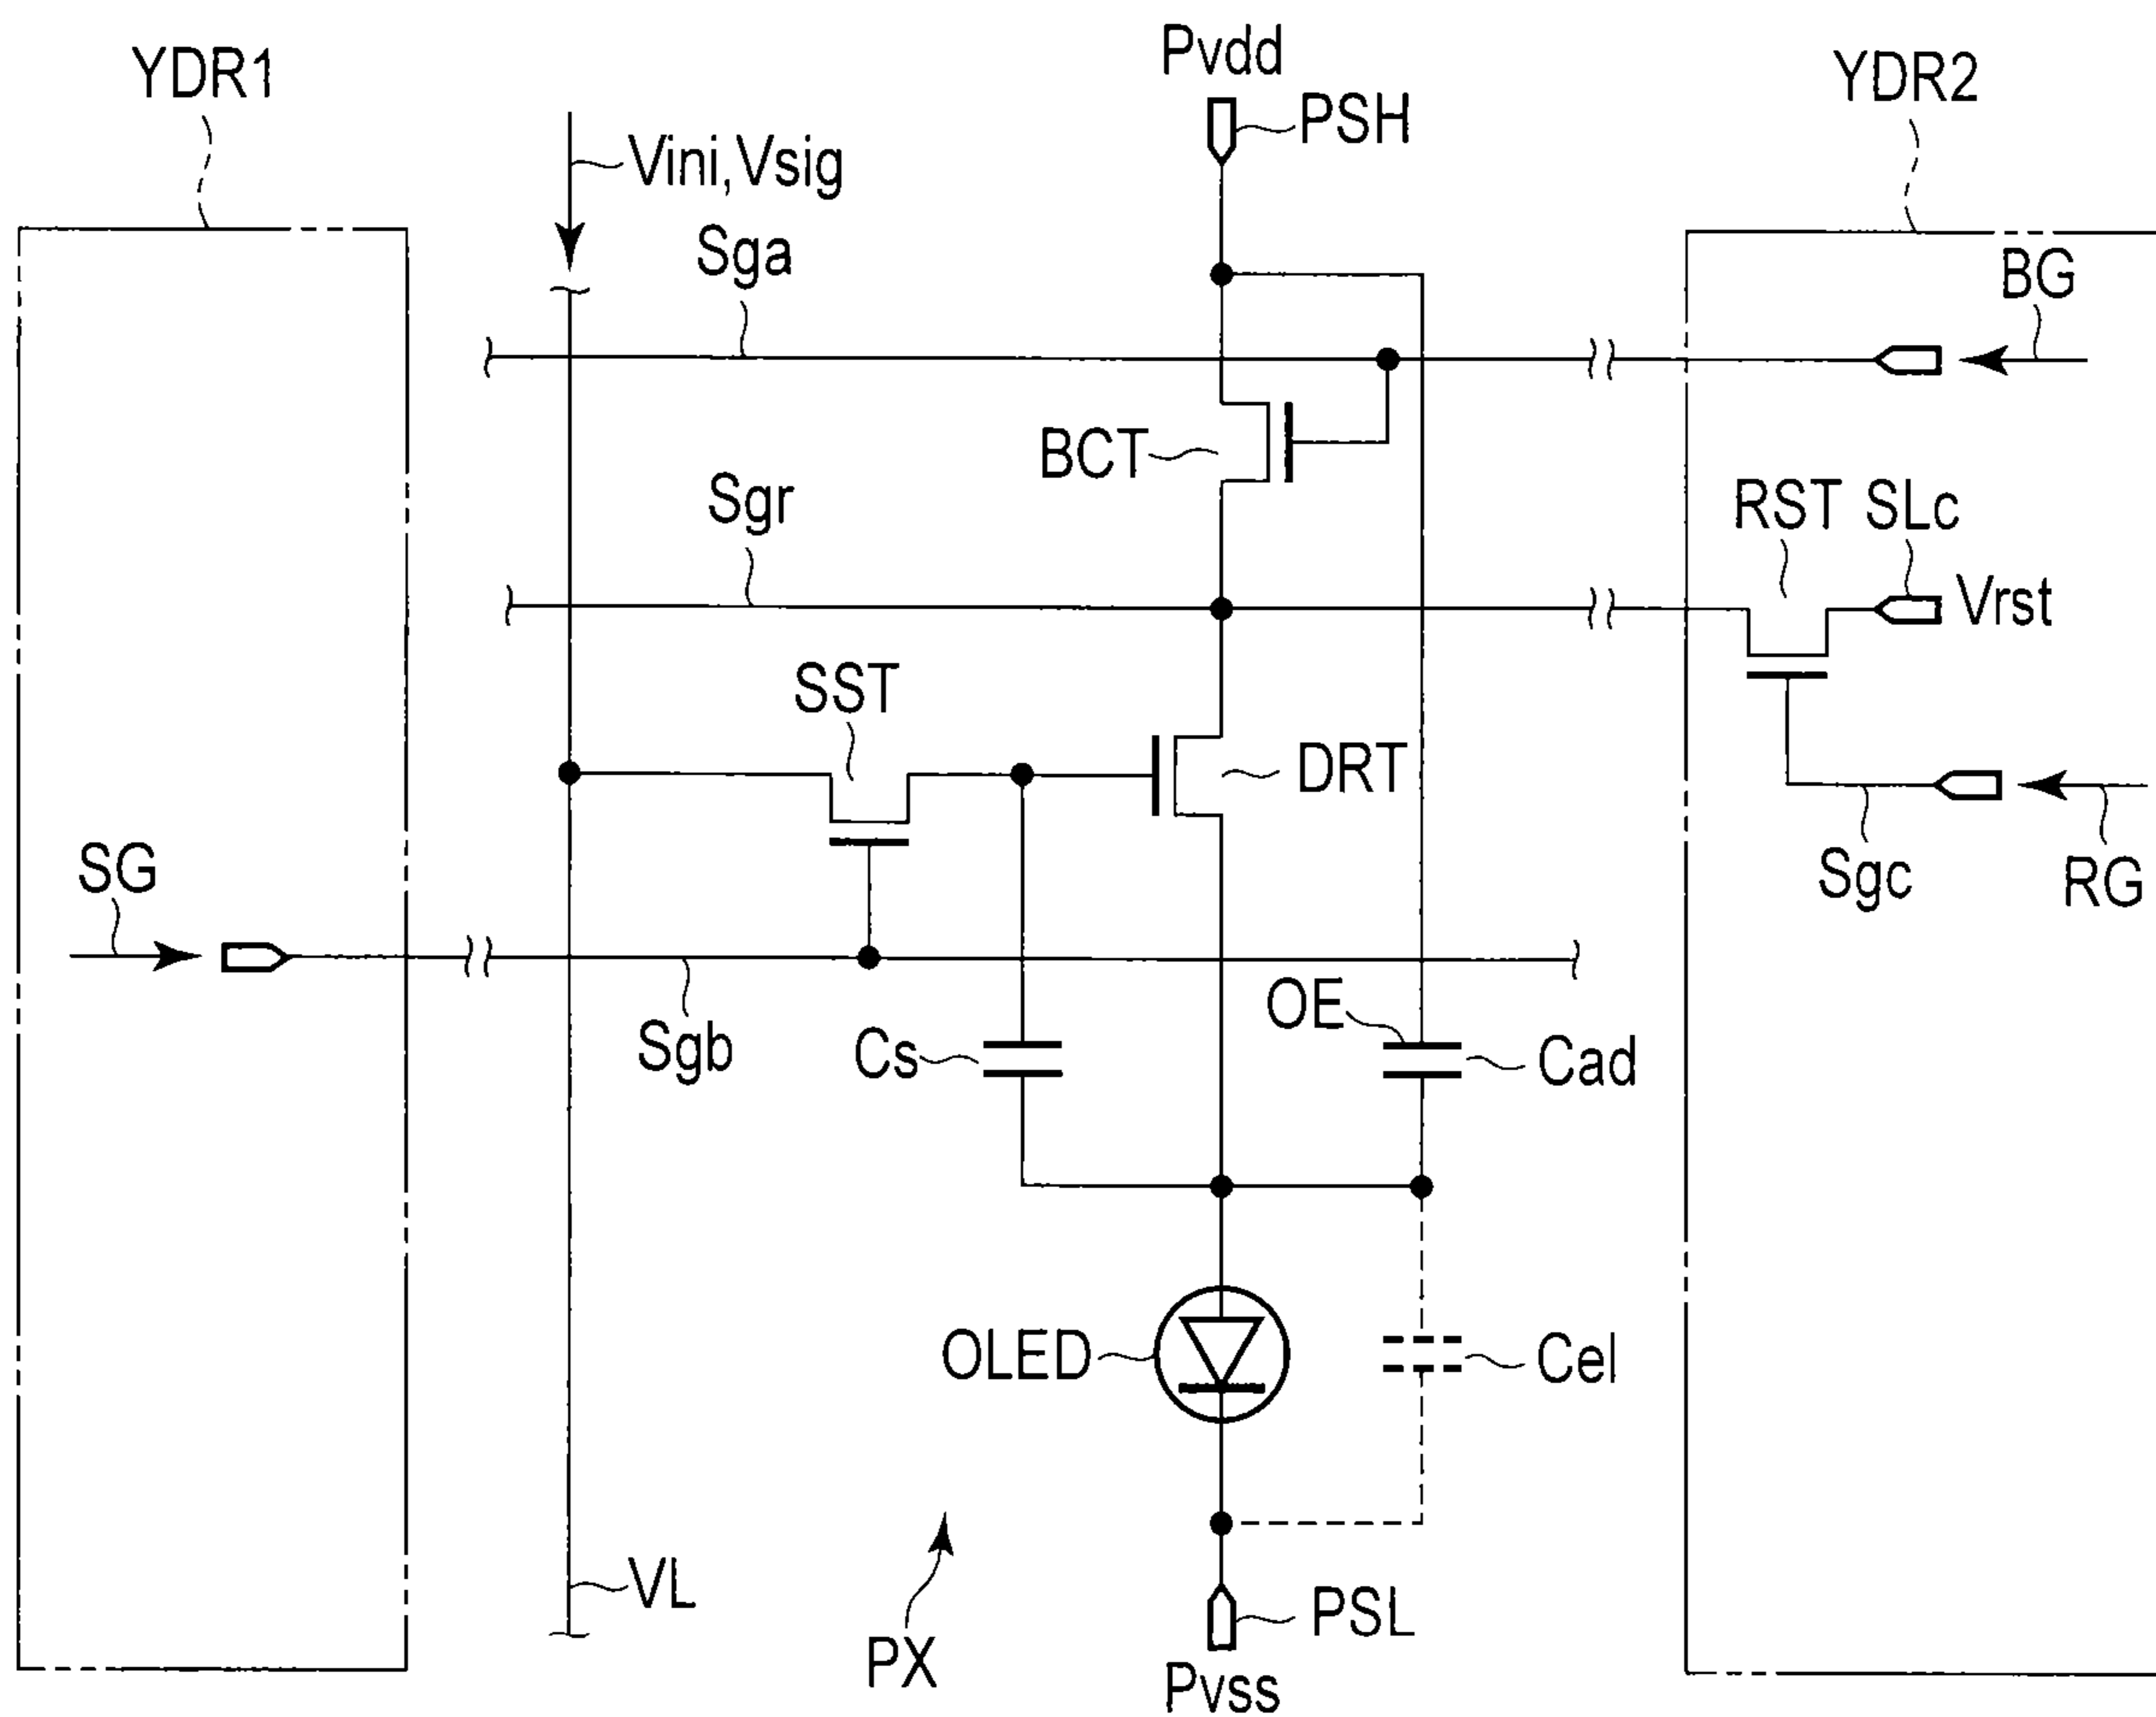 Pvdd
YDR1
YDR2
PSH
Vini,Vsig
Sga
BG
BCT
Sgr
RST SLc
Vrst
SST
DRT
SG
Sgc
RG
OE
Sgb
Cs
Cad
OLED
Cel
VL
PSL
PX
Pvss